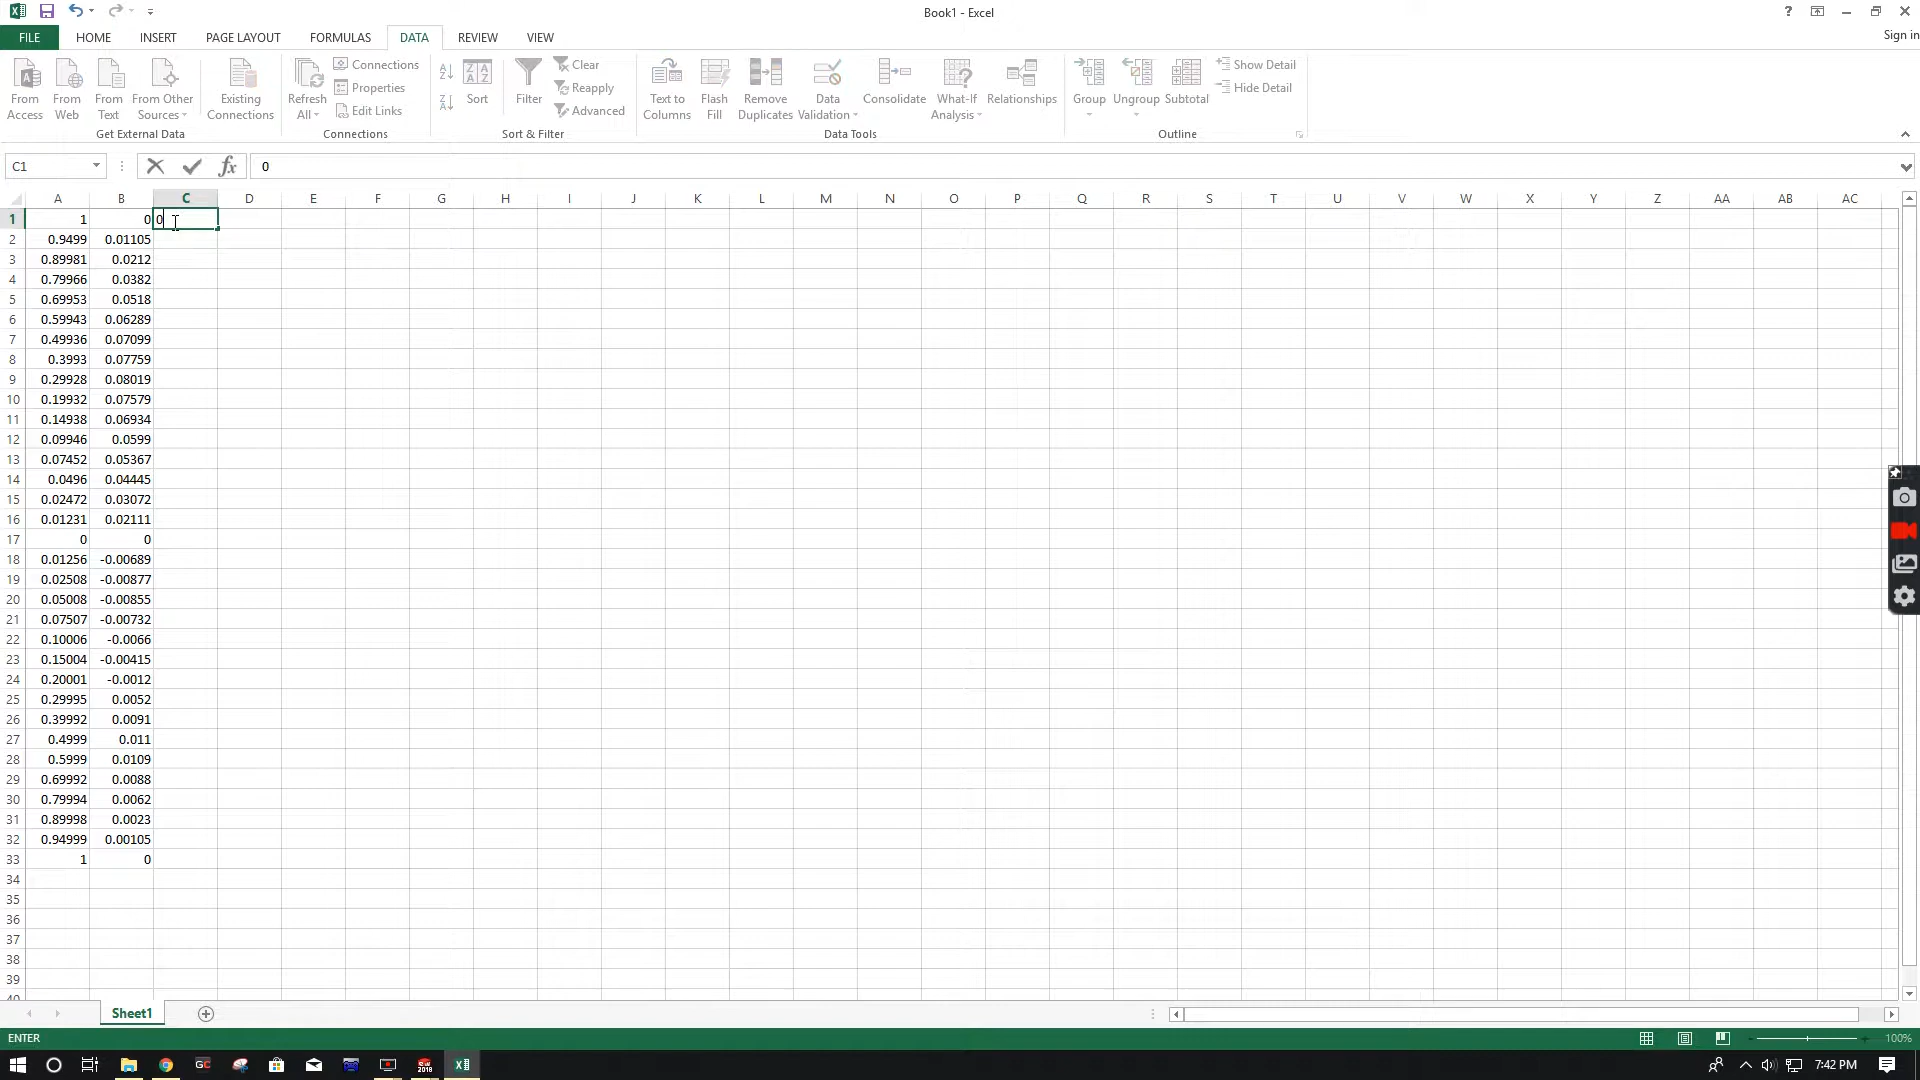 Book1 - Excel
Sign in
FILE HOME INSERT PAGE LAYOUT FORMULAS DATA REVIEW VIEW
From Access
From Web
From Text
From Other Sources
Existing Connections
Get External Data
Refresh All
Connections
Properties
Edit Links
Connections
Sort
Filter
Clear
Reapply
Advanced
Sort & Filter
Text to Columns
Flash Fill
Remove Duplicates
Data Validation
Consolidate
What-If Analysis
Relationships
Data Tools
Group
Ungroup
Subtotal
Show Detail
Hide Detail
Outline
C1 fx 0
A B C D E F G H I J K L M N O P Q R S T U V W X Y Z AA AB AC
1 1 0 0
2 0.9499 0.01105
3 0.89981 0.0212
4 0.79966 0.0382
5 0.69953 0.0518
6 0.59943 0.06289
7 0.49936 0.07099
8 0.3993 0.07759
9 0.29928 0.08019
10 0.19932 0.07579
11 0.14938 0.06934
12 0.09946 0.0599
13 0.07452 0.05367
14 0.0496 0.04445
15 0.02472 0.03072
16 0.01231 0.02111
17 0 0
18 0.01256 -0.00689
19 0.02508 -0.00877
20 0.05008 -0.00855
21 0.07507 -0.00732
22 0.10006 -0.0066
23 0.15004 -0.00415
24 0.20001 -0.0012
25 0.29995 0.0052
26 0.39992 0.0091
27 0.4999 0.011
28 0.5999 0.0109
29 0.69992 0.0088
30 0.79994 0.0062
31 0.89998 0.0023
32 0.94999 0.00105
33 1 0
34
35
36
37
38
39
40
Sheet1
ENTER
100%
GC
2018
7:42 PM